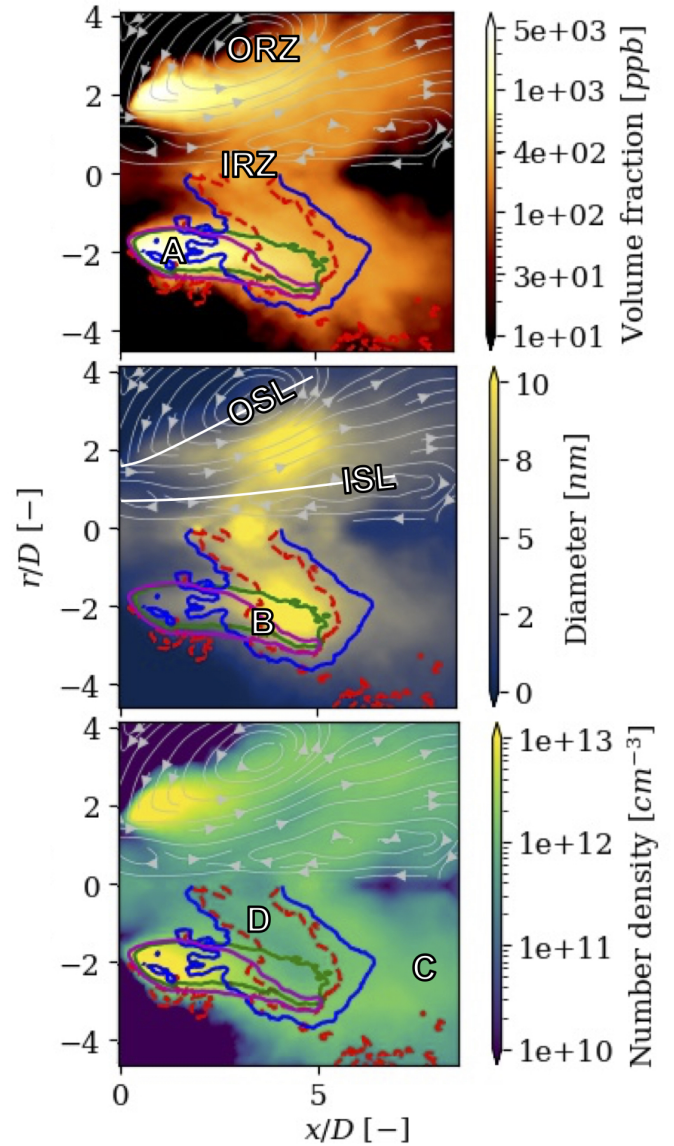 4
2
0
−2
−4
ORZ
IRZ
A
5e+03
1e+03
4e+02
1e+02
3e+01
1e+01
Volume fraction [ppb]
4
2
0
−2
−4
r/D [−]
OSL
ISL
B
10
8
5
2
0
Diameter [nm]
4
2
0
−2
−4
D
C
0
5
x/D [−]
1e+13
1e+12
1e+11
1e+10
Number density [cm⁻³]